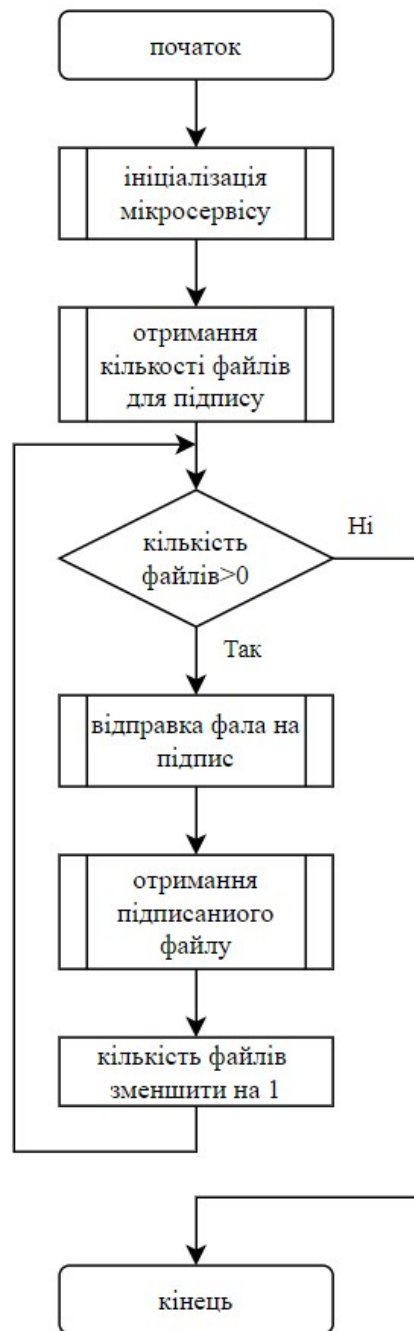 початок
ініціалізація
мікросервісу
отримання
кількості файлів
для підпису
кількість
файлів>0
Ні
Так
відправка фала на
підпис
отримання
підписаниого
файлу
кількість файлів
зменшити на 1
кінець